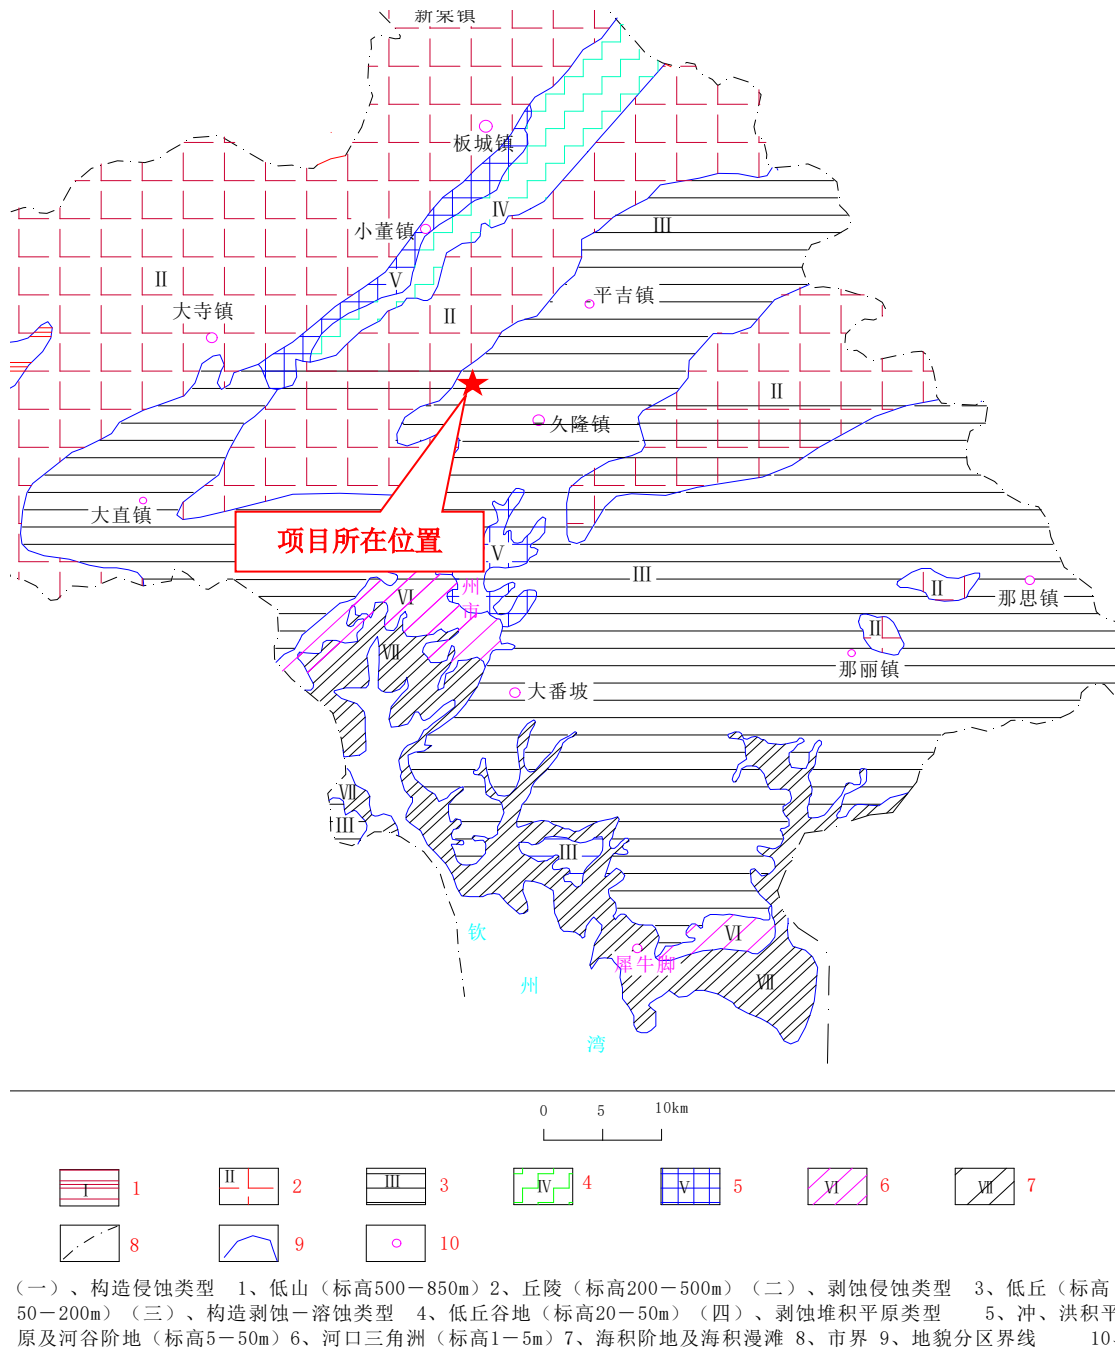 新棠镇
板城镇
Ⅳ
小董镇
Ⅲ
Ⅴ
Ⅱ
平吉镇
大寺镇
Ⅱ
Ⅱ
久隆镇
大直镇
项目所在位置
Ⅴ
Ⅲ
州
市
Ⅵ
Ⅱ
那思镇
Ⅱ
Ⅶ
那丽镇
大番坡
Ⅶ
Ⅲ
Ⅲ
钦
Ⅵ
犀牛脚
Ⅶ
州
湾
0 5 10km
Ⅰ 1 Ⅱ 2 Ⅲ 3 Ⅳ 4 Ⅴ 5 Ⅵ 6 Ⅶ 7
8 9 10
（一）、构造侵蚀类型 1、低山（标高500－850m）2、丘陵（标高200－500m）（二）、剥蚀侵蚀类型 3、低丘（标高
50－200m）（三）、构造剥蚀－溶蚀类型 4、低丘谷地（标高20－50m）（四）、剥蚀堆积平原类型 5、冲、洪积平
原及河谷阶地（标高5－50m）6、河口三角洲（标高1－5m）7、海积阶地及海积漫滩 8、市界 9、地貌分区界线 10